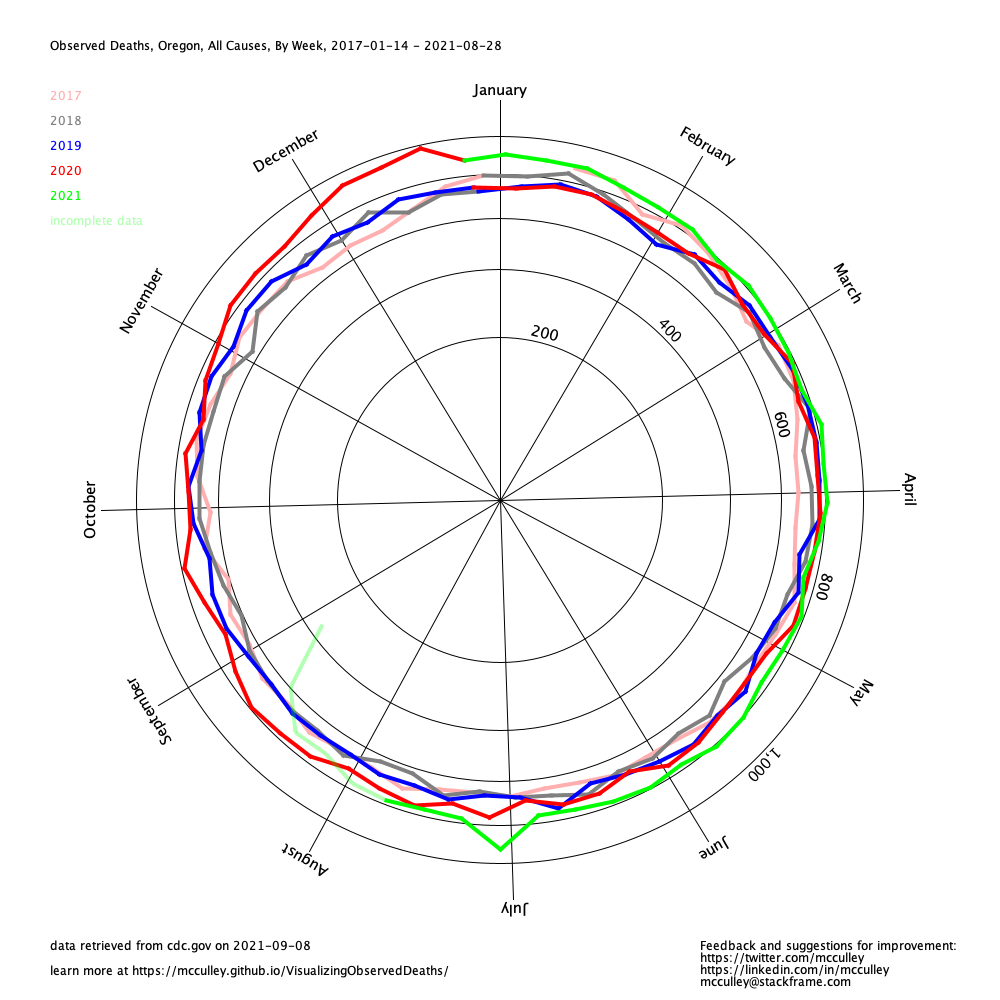 Observed Deaths, Oregon, All Causes, By Week, 2017-01-14 - 2021-08-28
January
2017
2018
February
December
2019
2020
2021
incomplete data
March
November
200
400
600
April
October
800
May
September
1,000
June
August
July
data retrieved from cdc.gov on 2021-09-08
Feedback and suggestions for improvement:
https://twitter.com/mcculley
learn more at https://mcculley.github.io/VisualizingObservedDeaths/
https://linkedin.com/in/mcculley
mcculley@stackframe.com